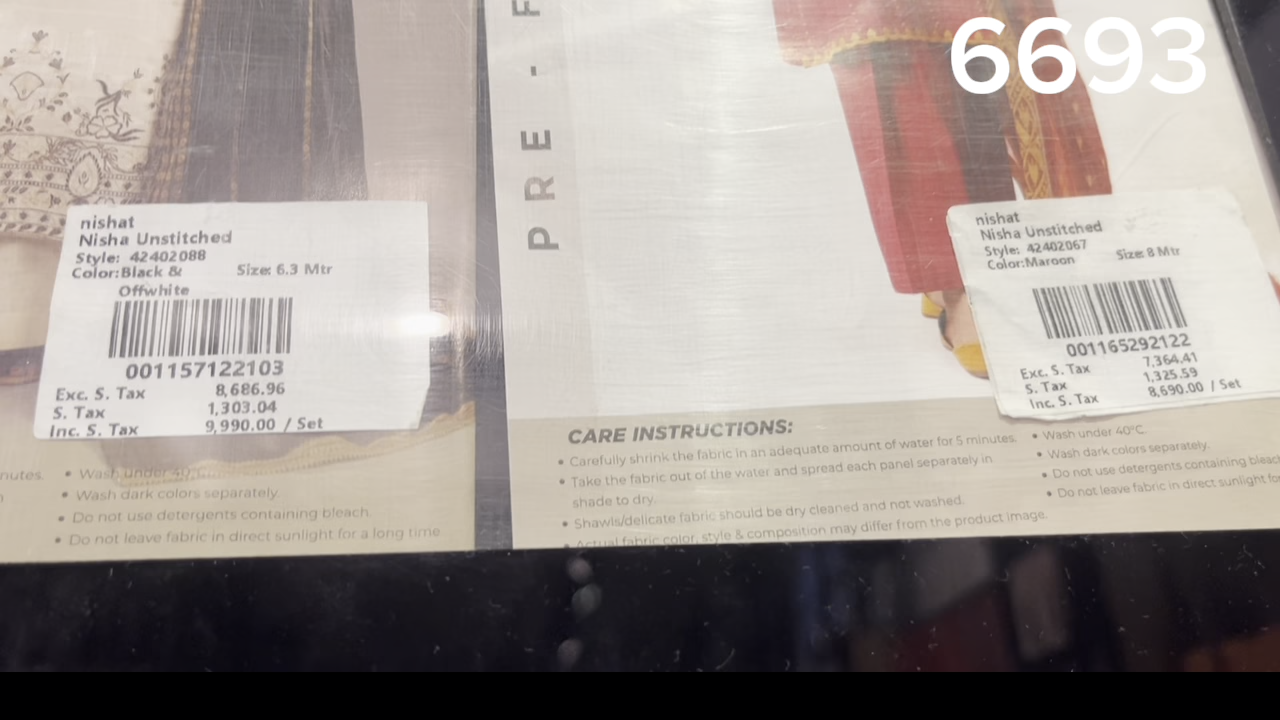 6693
PRE - F
nishat
Nisha Unstitched
Style: 42402088
Color:Black & Size: 6.3 Mtr
Offwhite
001157122103
Exc. S. Tax 8,686.96
S. Tax 1,303.04
Inc. S. Tax 9,990.00 / Set
nishat
Nisha Unstitched
Style: 42402067
Color:Maroon Size: 8 Mtr
001165292122
Exc. S. Tax 7,364.41
S. Tax 1,325.59
Inc. S. Tax 8,690.00 / Set
nutes.
• Wash under 40°C.
• Wash dark colors separately.
• Do not use detergents containing bleach.
• Do not leave fabric in direct sunlight for a long time
CARE INSTRUCTIONS:
• Carefully shrink the fabric in an adequate amount of water for 5 minutes.
• Take the fabric out of the water and spread each panel separately in
shade to dry.
• Shawls/delicate fabric should be dry cleaned and not washed.
• Actual fabric color, style & composition may differ from the product image.
• Wash under 40°C.
• Wash dark colors separately.
• Do not use detergents containing bleach
• Do not leave fabric in direct sunlight fo